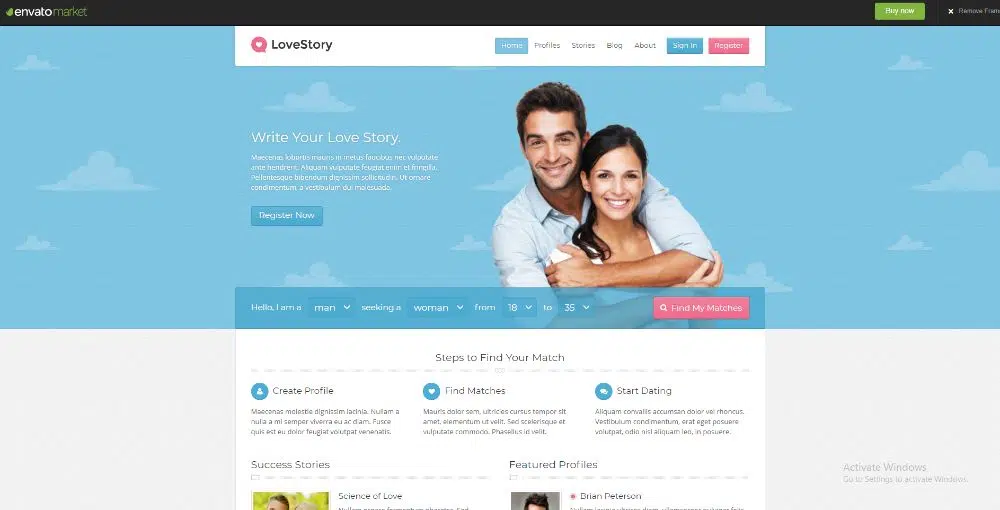 envatomarket
Buy now
Remove Frame
LoveStory
Home Profiles Stories Blog About Sign In Register
Write Your Love Story.
Maecenas lobortis mauris in metus faucibus nec vulputate
ante hendrerit. Aliquam vulputate feugiat enim et fringilla.
Pellentesque bibendum dignissim sollicitudin. Ut ornare
condimentum, a vestibulum dui malesuada.
Register Now
Hello, I am a man seeking a woman from 18 to 35 Find My Matches
Steps to Find Your Match
Create Profile
Maecenas molestie dignissim lacinia. Nullam a
nulla a mi semper viverra eu ac diam. Fusce
quis est eu dolor feugiat volutpat venenatis.
Find Matches
Mauris dolor sem, ultricies cursus tempor sit
amet, elementum ut velit. Sed scelerisque et
vulputate commodo. Phasellus id velit.
Start Dating
Aliquam convallis accumsan dolor vel rhoncus.
Vestibulum condimentum, erat eget posuere
volutpat, odio nisl aliquam leo, in posuere.
Success Stories
Science of Love
Featured Profiles
Brian Peterson
Activate Windows
Go to Settings to activate Windows.